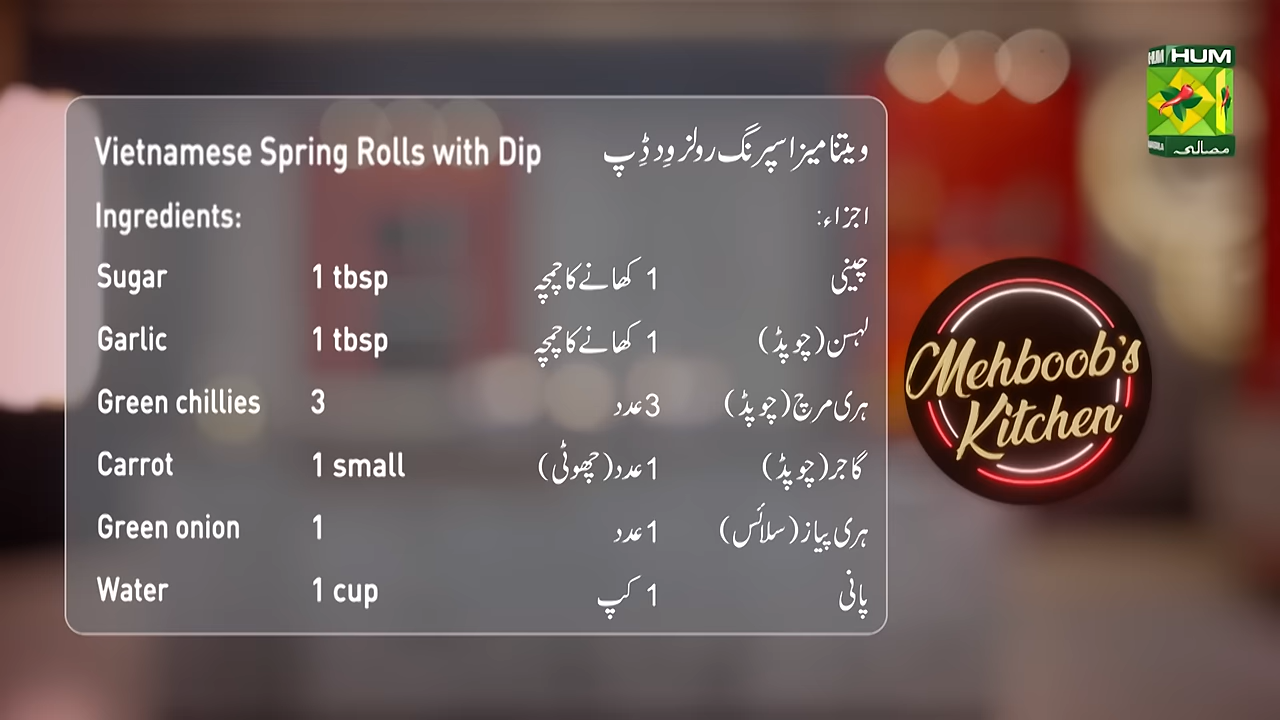 Vietnamese Spring Rolls with Dip ویتنامیز اسپرنگ رولز وِد ڈِپ
Ingredients: اجزاء:
Sugar 1 tbsp 1 کھانے کا چمچہ چینی
Garlic 1 tbsp 1 کھانے کا چمچہ لہسن (چوپڈ)
Green chillies 3 3 عدد ہری مرچ (چوپڈ)
Carrot 1 small 1 عدد (چھوٹی) گاجر (چوپڈ)
Green onion 1 1 عدد ہری پیاز (سلائس)
Water 1 cup 1 کپ پانی
HUM HUM
مصالحہ
Mehboob's
Kitchen